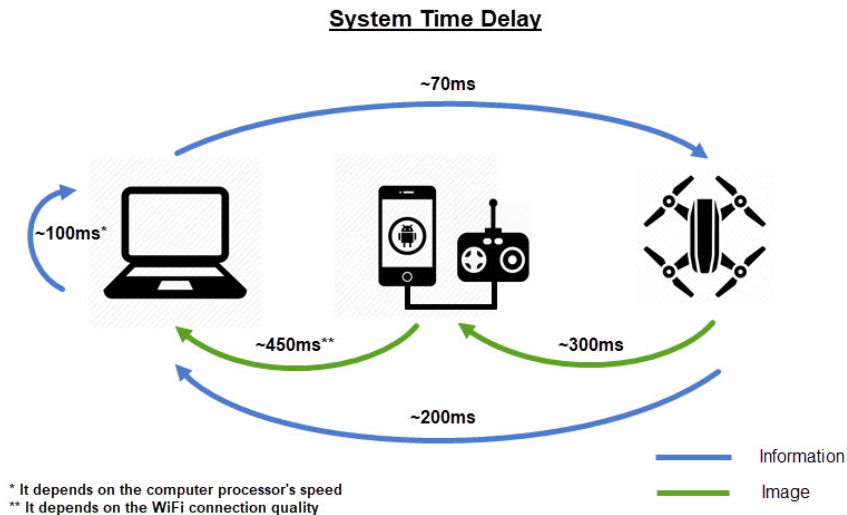 System Time Delay
~70ms
~100ms*
~450ms**
~300ms
~200ms
Information
Image
* It depends on the computer processor's speed
** It depends on the WiFi connection quality